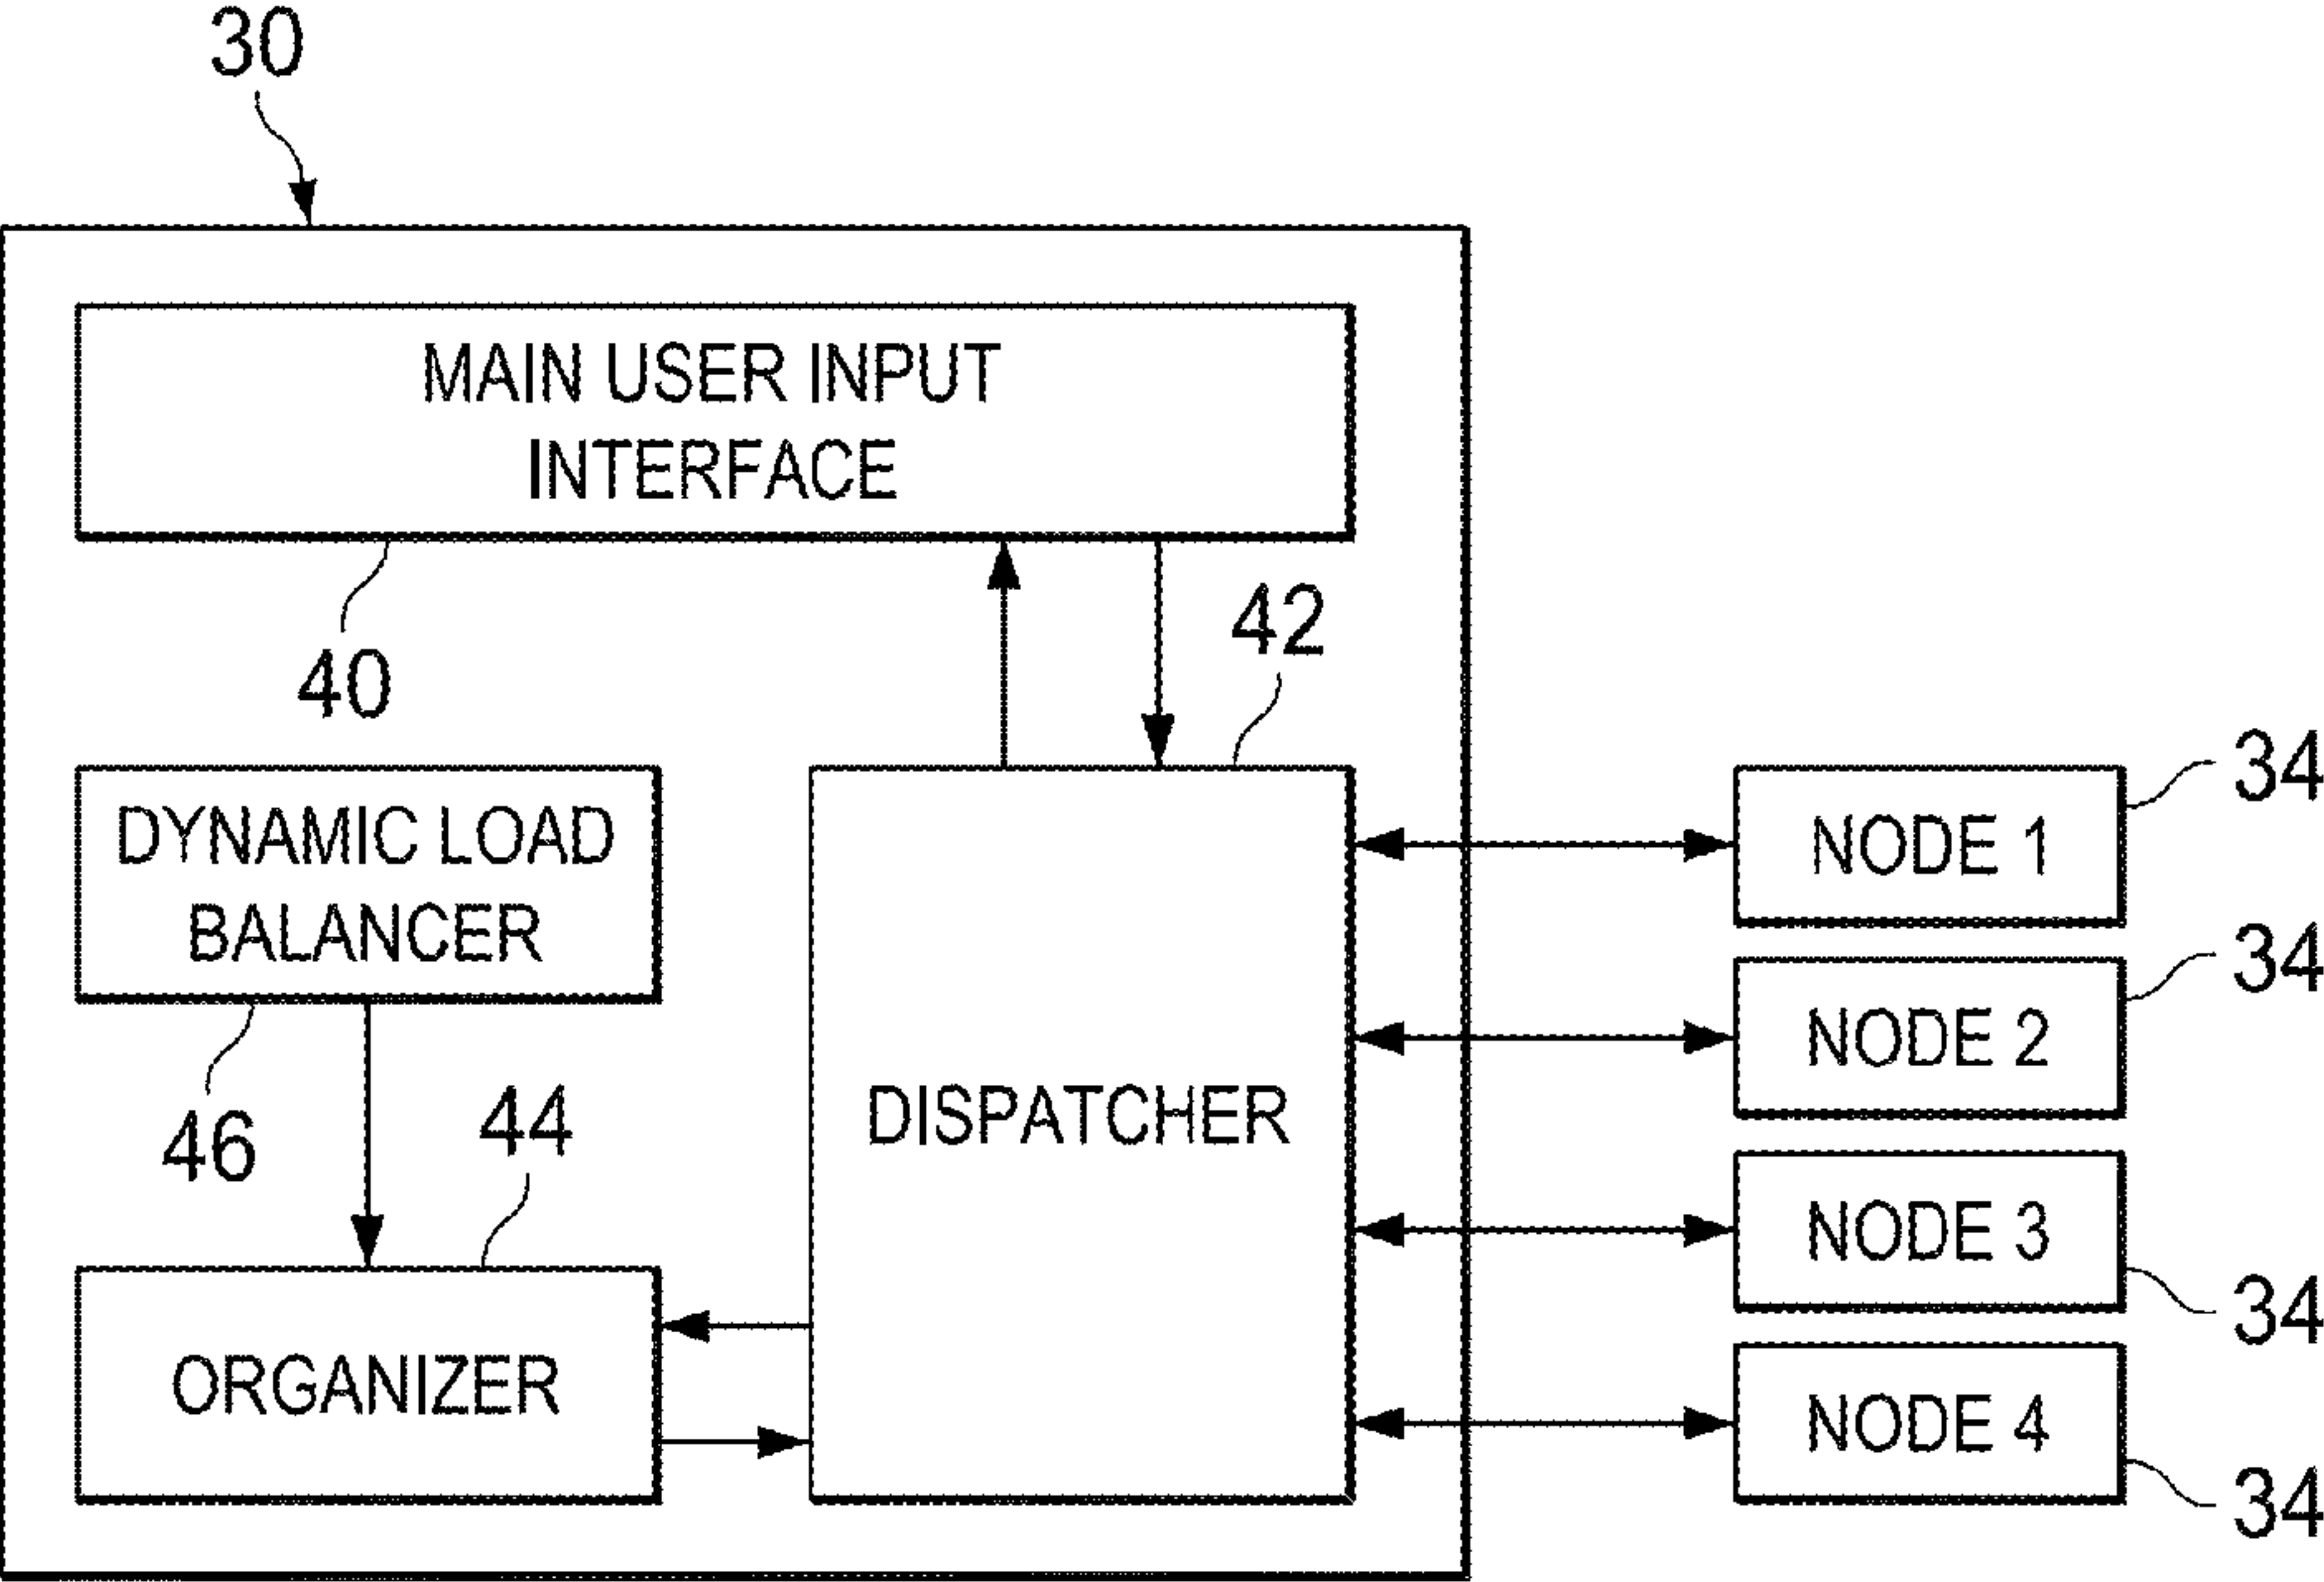 30
MAIN USER INPUT
INTERFACE
40
42
DYNAMIC LOAD
BALANCER
46
44
ORGANIZER
DISPATCHER
NODE 1
34
NODE 2
34
NODE 3
34
NODE 4
34